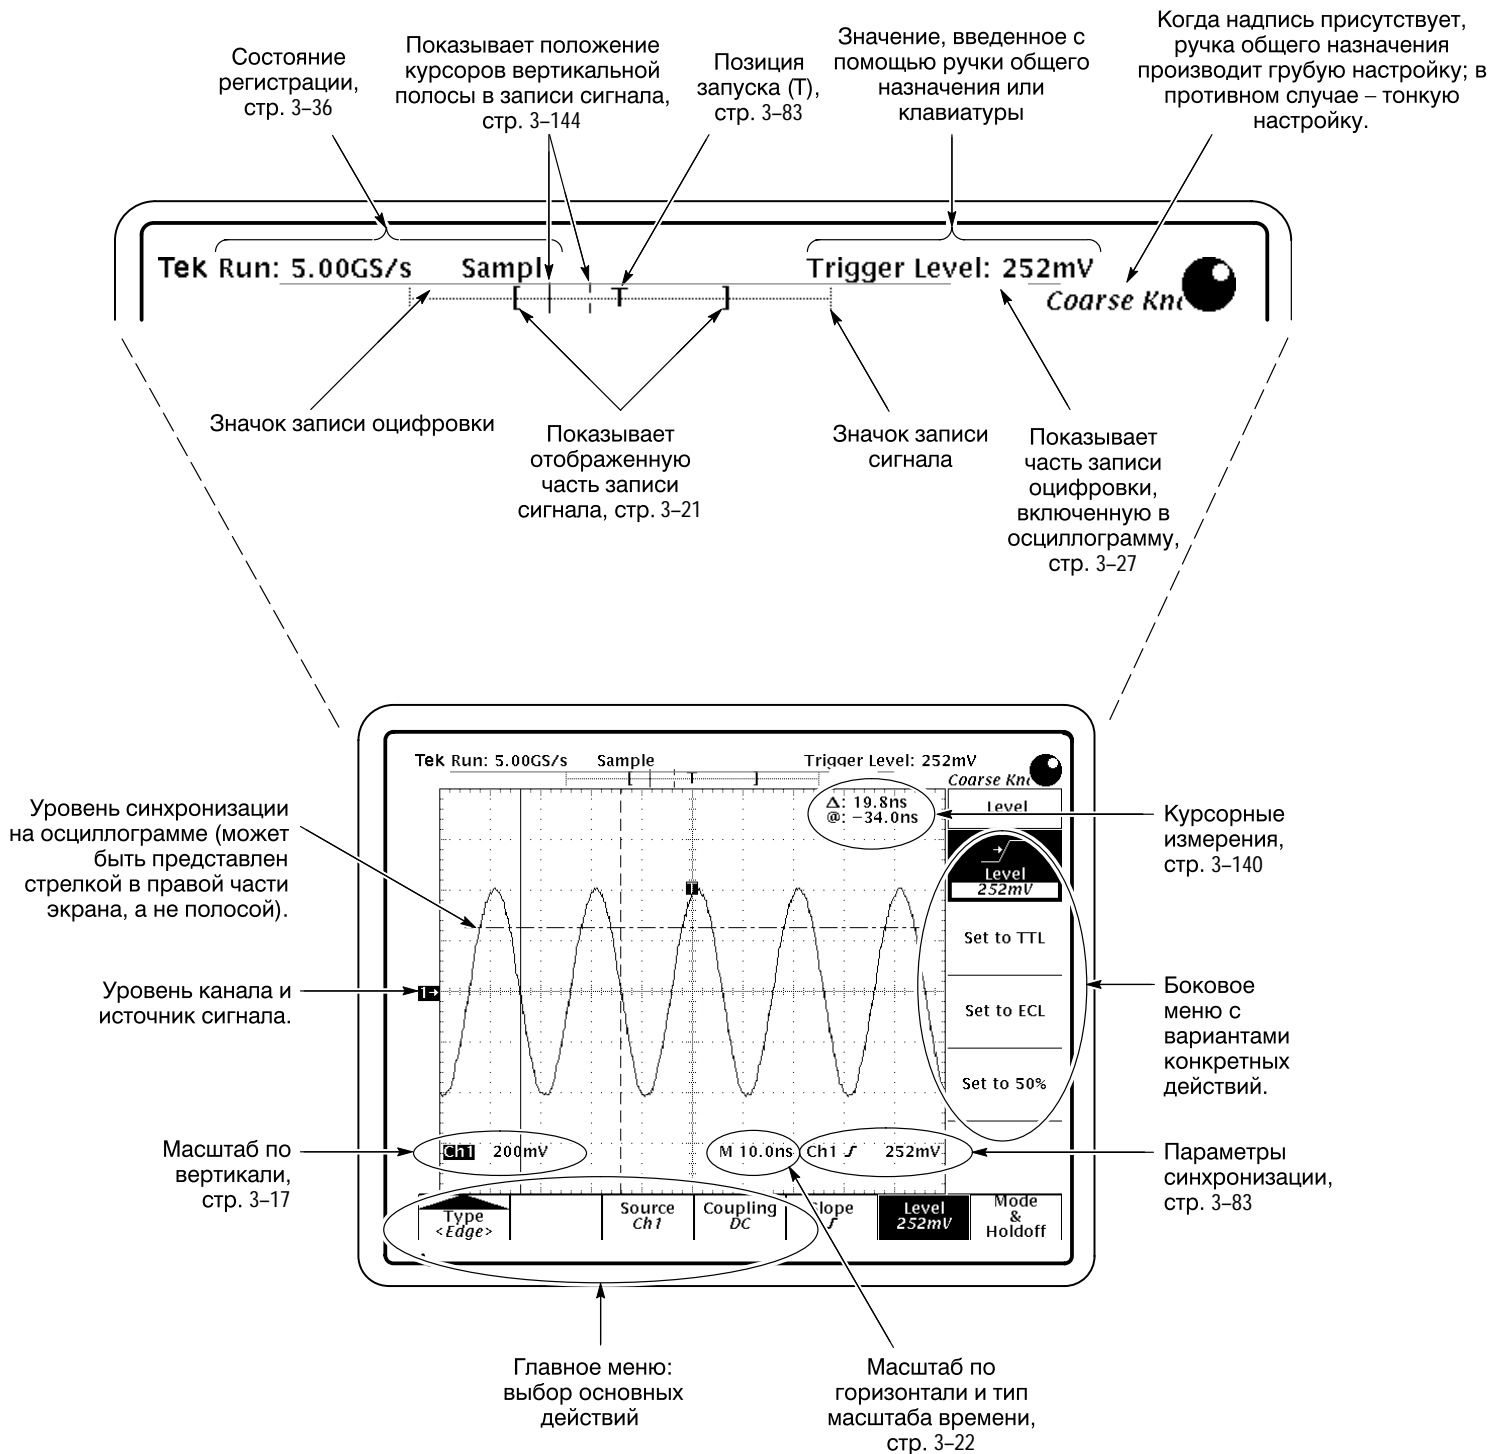 Состояние
регистрации,
стр. 3–36
Показывает положение
курсоров вертикальной
полосы в записи сигнала,
стр. 3–144
Позиция
запуска (T),
стр. 3–83
Значение, введенное с
помощью ручки общего
назначения или
клавиатуры
Когда надпись присутствует,
ручка общего назначения
производит грубую настройку; в
противном случае – тонкую
настройку.
Tek Run: 5.00GS/s Sampl
Trigger Level: 252mV
[ T ]
Coarse Kn
Значок записи оцифровки
Показывает
отображенную
часть записи
сигнала, стр. 3–21
Значок записи
сигнала
Показывает
часть записи
оцифровки,
включенную в
осциллограмму,
стр. 3–27
Tek Run: 5.00GS/s Sample
Trigger Level: 252mV
[ T ]
Coarse Kn
Δ: 19.8ns
@: −34.0ns
Level
Level
252mV
Set to TTL
Set to ECL
Set to 50%
T
1→
Ch1 200mV
M 10.0ns
Ch1 252mV
Type
<Edge>
Source
Ch1
Coupling
DC
Slope
Level
252mV
Mode
&
Holdoff
Уровень синхронизации
на осциллограмме (может
быть представлен
стрелкой в правой части
экрана, а не полосой).
Уровень канала и
источник сигнала.
Масштаб по
вертикали,
стр. 3–17
Курсорные
измерения,
стр. 3–140
Боковое
меню с
вариантами
конкретных
действий.
Параметры
синхронизации,
стр. 3–83
Главное меню:
выбор основных
действий
Масштаб по
горизонтали и тип
масштаба времени,
стр. 3–22